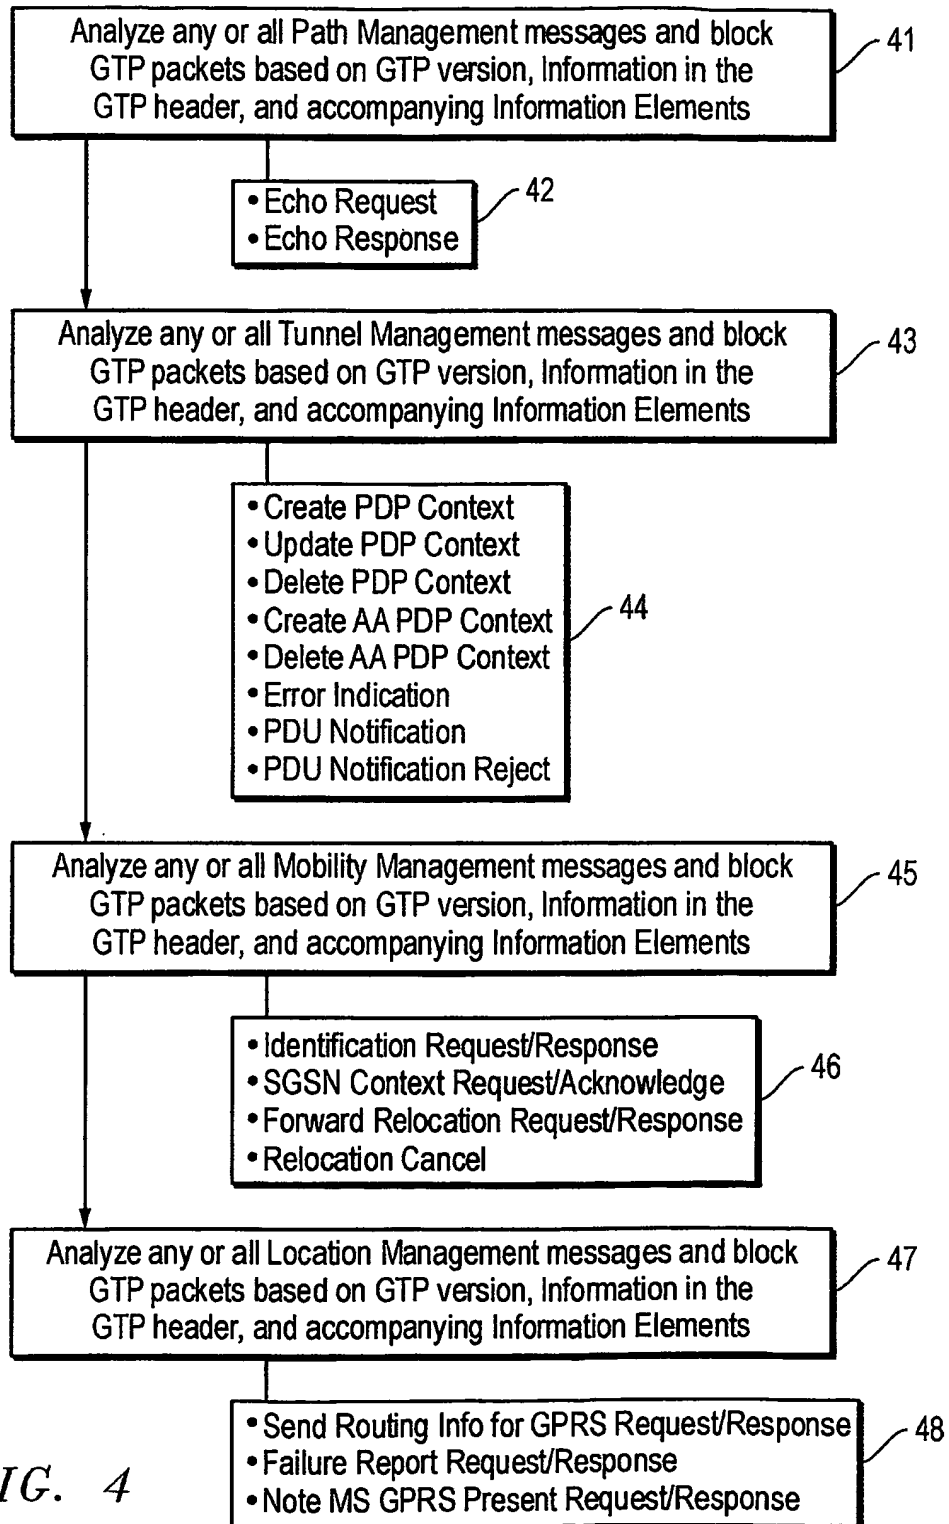 Analyze any or all Path Management messages and block
GTP packets based on GTP version, Information in the
GTP header, and accompanying Information Elements
41
• Echo Request
• Echo Response
42
Analyze any or all Tunnel Management messages and block
GTP packets based on GTP version, Information in the
GTP header, and accompanying Information Elements
43
• Create PDP Context
• Update PDP Context
• Delete PDP Context
• Create AA PDP Context
• Delete AA PDP Context
• Error Indication
• PDU Notification
• PDU Notification Reject
44
Analyze any or all Mobility Management messages and block
GTP packets based on GTP version, Information in the
GTP header, and accompanying Information Elements
45
• Identification Request/Response
• SGSN Context Request/Acknowledge
• Forward Relocation Request/Response
• Relocation Cancel
46
Analyze any or all Location Management messages and block
GTP packets based on GTP version, Information in the
GTP header, and accompanying Information Elements
47
• Send Routing Info for GPRS Request/Response
• Failure Report Request/Response
• Note MS GPRS Present Request/Response
48
IG. 4